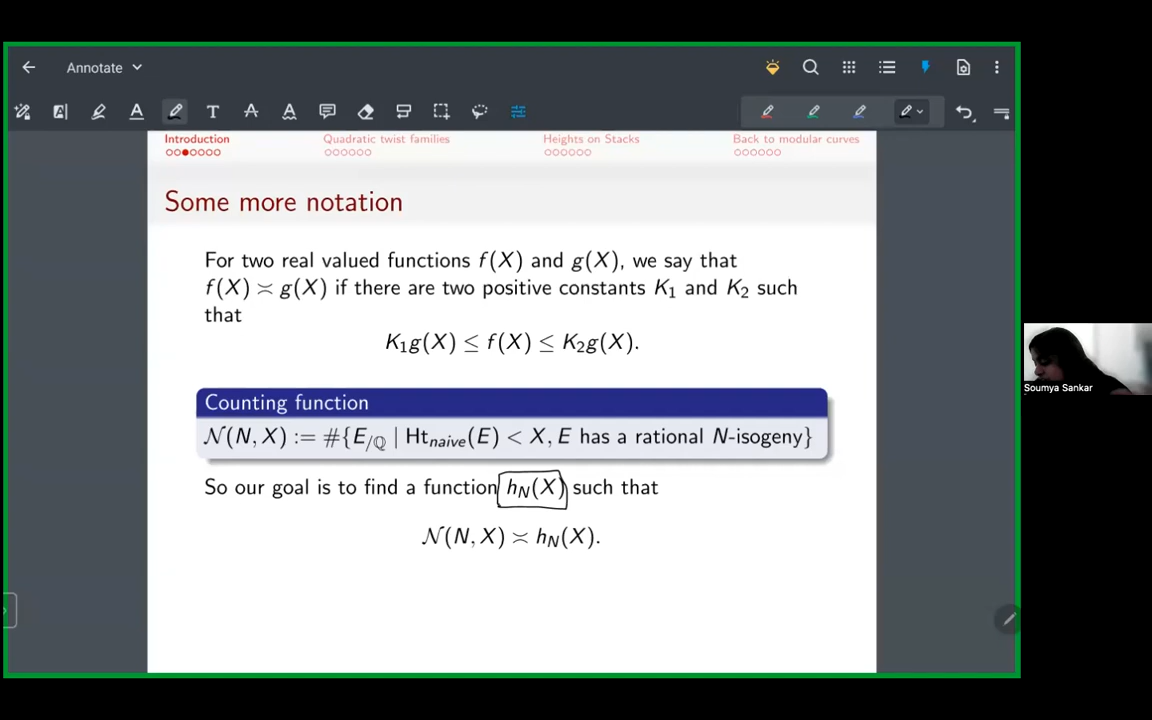 Annotate
Introduction Quadratic twist families Heights on Stacks Back to modular curves
Some more notation
For two real valued functions f(X) and g(X), we say that
f(X) ≍ g(X) if there are two positive constants K₁ and K₂ such
that
K₁g(X) ≤ f(X) ≤ K₂g(X).
Counting function
𝒩(N, X) := #{E/ℚ | Ht_naive(E) < X, E has a rational N-isogeny}
So our goal is to find a function h_N(X) such that
𝒩(N, X) ≍ h_N(X).
Soumya Sankar